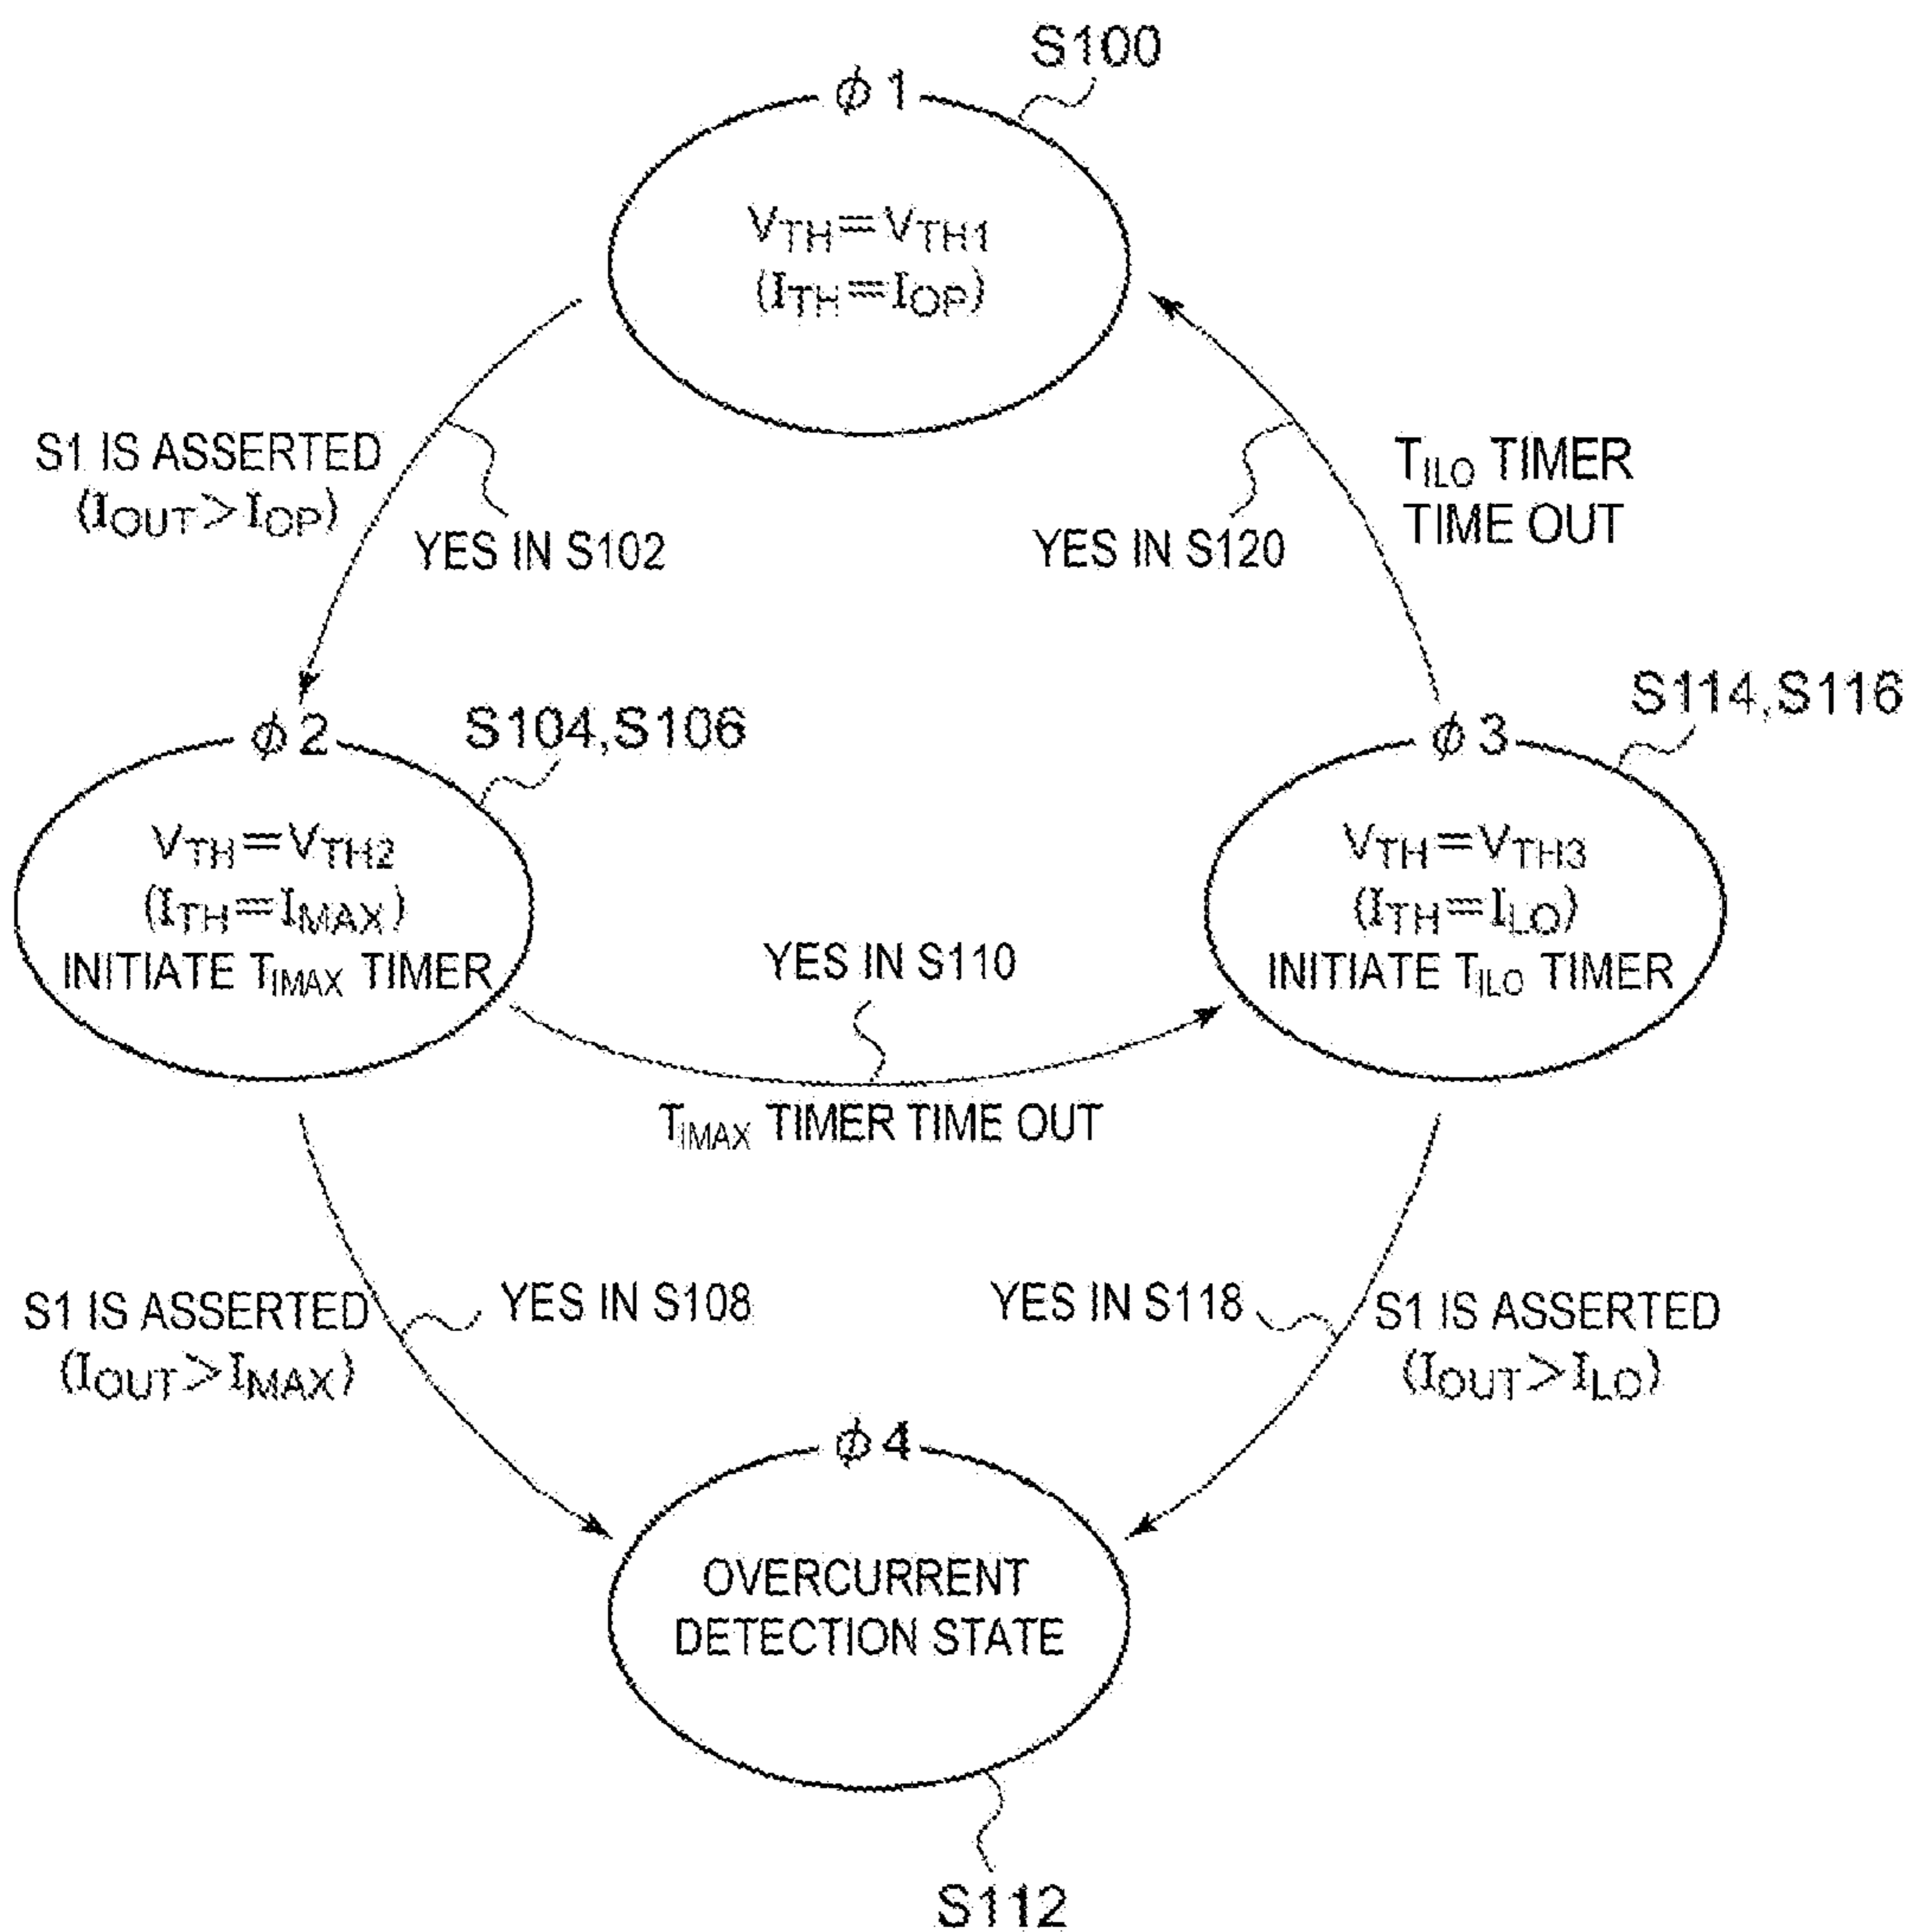 S100
ϕ1
VTH=VTH1
(ITH=IOP)
S1 IS ASSERTED
(IOUT>IOP)
YES IN S102
YES IN S120
TILO TIMER
TIME OUT
ϕ2
S104,S106
VTH=VTH2
(ITH=IMAX)
INITIATE TIMAX TIMER
ϕ3
S114,S116
VTH=VTH3
(ITH=ILO)
INITIATE TILO TIMER
YES IN S110
TIMAX TIMER TIME OUT
S1 IS ASSERTED
(IOUT>IMAX)
YES IN S108
YES IN S118
S1 IS ASSERTED
(IOUT>ILO)
ϕ4
OVERCURRENT
DETECTION STATE
S112